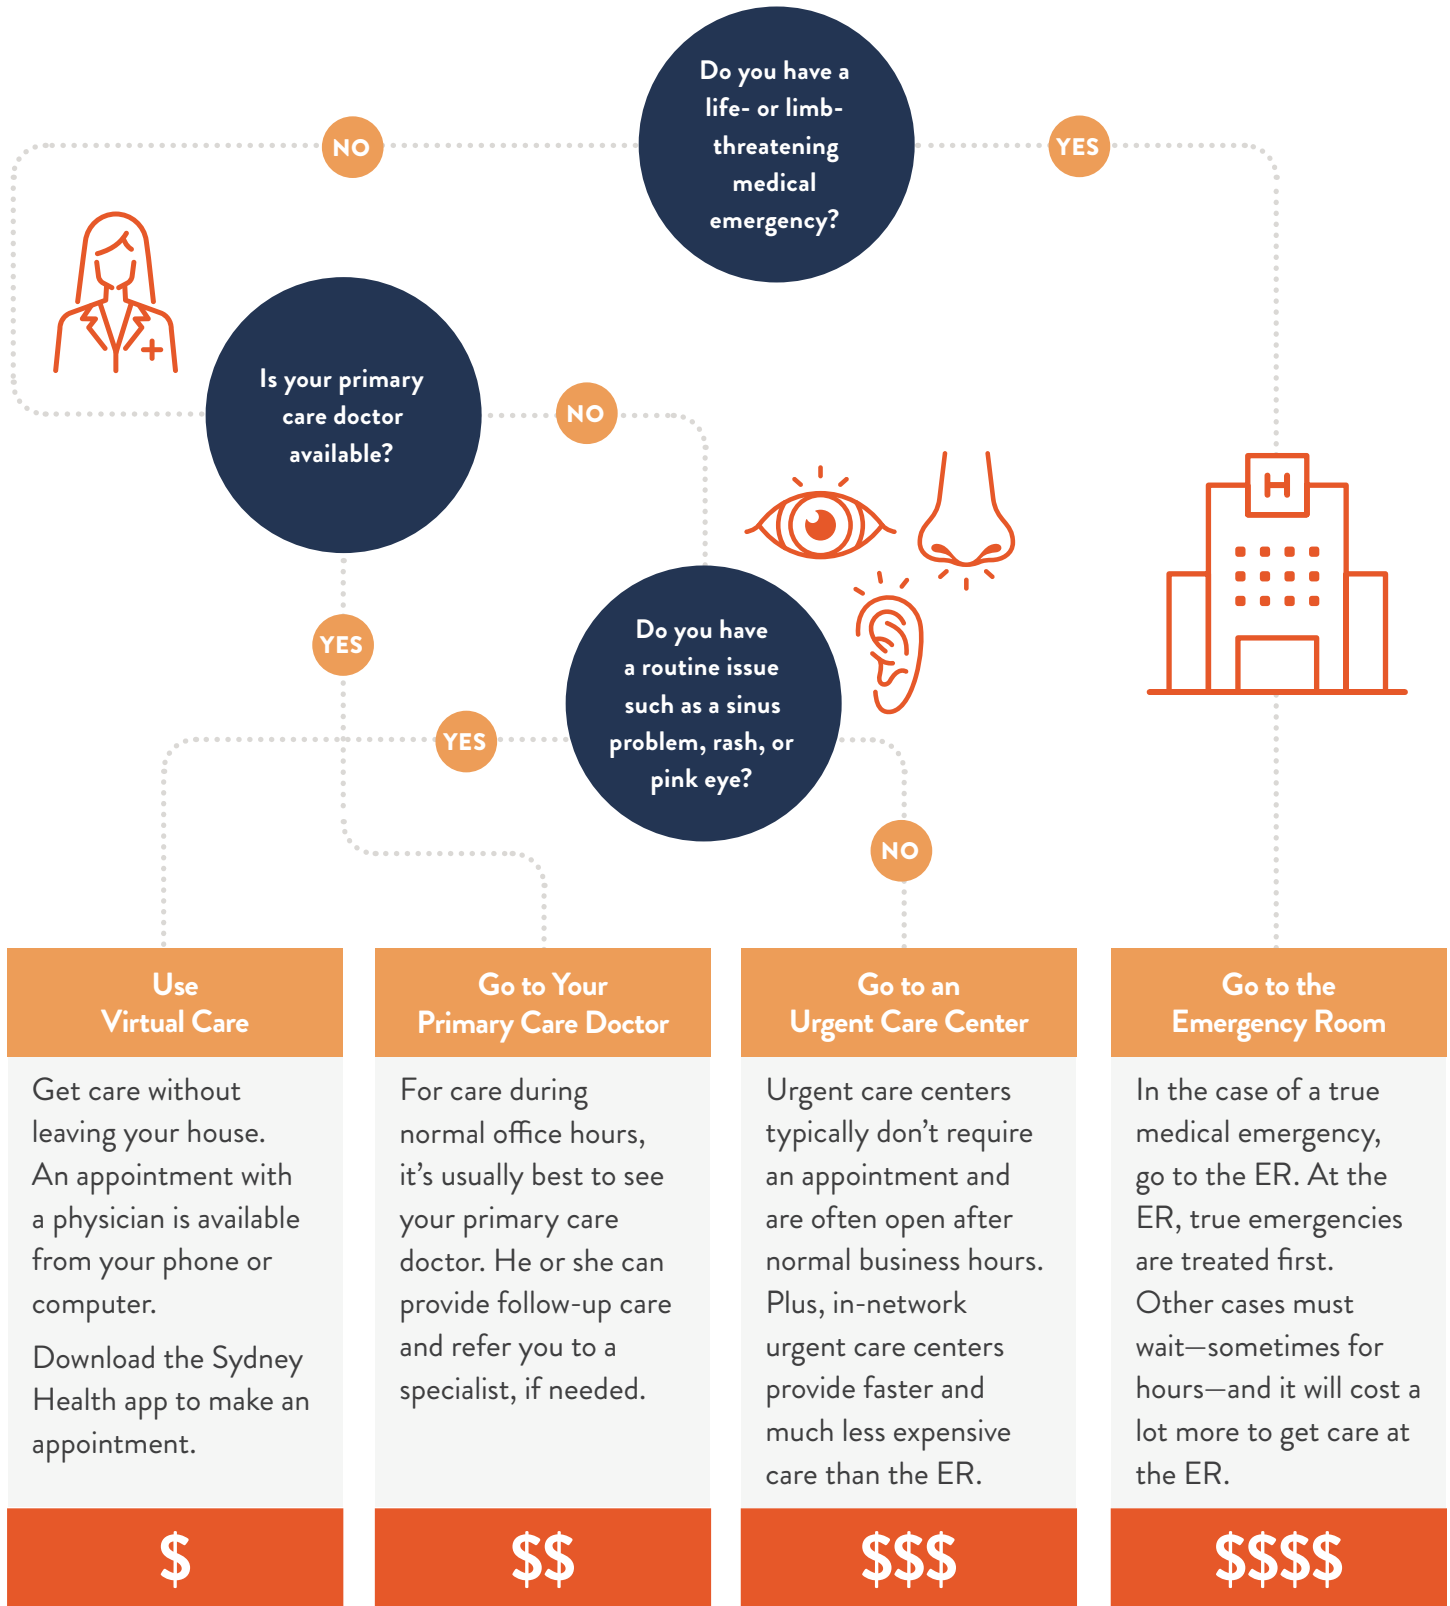 Do you have a
life- or limb-
threatening
medical
emergency?
NO
YES
Is your primary
care doctor
available?
NO
YES
Do you have
a routine issue
such as a sinus
problem, rash, or
pink eye?
YES
NO
H
Use
Virtual Care
Get care without
leaving your house.
An appointment with
a physician is available
from your phone or
computer.
Download the Sydney
Health app to make an
appointment.
$
Go to Your
Primary Care Doctor
For care during
normal office hours,
it’s usually best to see
your primary care
doctor. He or she can
provide follow-up care
and refer you to a
specialist, if needed.
$$
Go to an
Urgent Care Center
Urgent care centers
typically don’t require
an appointment and
are often open after
normal business hours.
Plus, in-network
urgent care centers
provide faster and
much less expensive
care than the ER.
$$$
Go to the
Emergency Room
In the case of a true
medical emergency,
go to the ER. At the
ER, true emergencies
are treated first.
Other cases must
wait—sometimes for
hours—and it will cost a
lot more to get care at
the ER.
$$$$